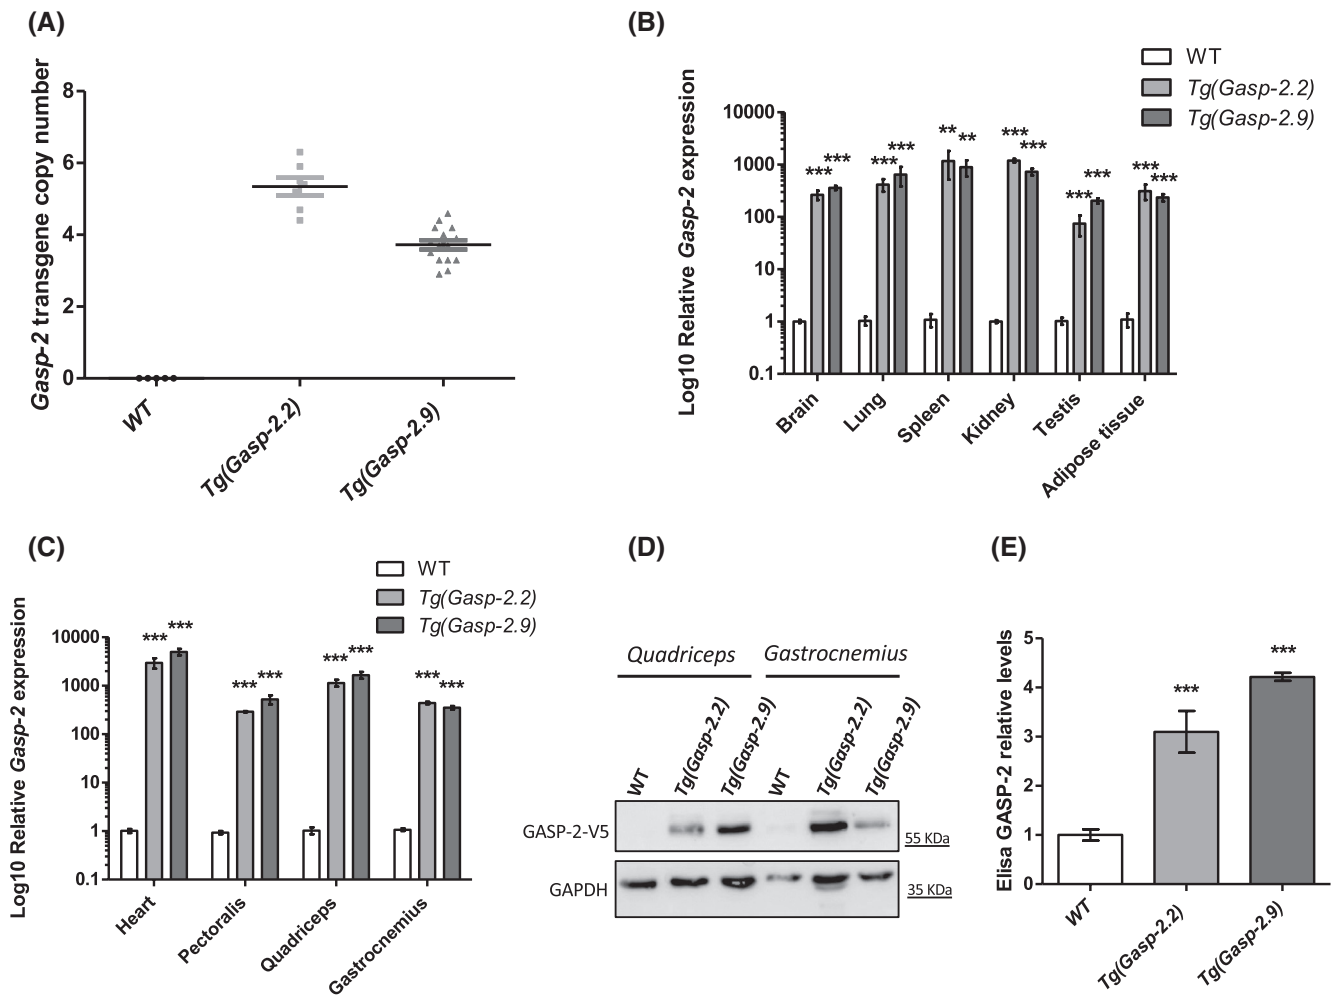 (A)
Gasp-2 transgene copy number
8
6
4
2
0
WT
Tg(Gasp-2.2)
Tg(Gasp-2.9)
(B)
WT
Tg(Gasp-2.2)
Tg(Gasp-2.9)
Log10 Relative Gasp-2 expression
10000
1000
100
10
1
0.1
*** *** *** *** ** ** *** *** *** *** *** ***
Brain
Lung
Spleen
Kidney
Testis
Adipose tissue
(C)
WT
Tg(Gasp-2.2)
Tg(Gasp-2.9)
Log10 Relative Gasp-2 expression
10000
1000
100
10
1
0.1
*** *** *** *** *** *** *** ***
Heart
Pectoralis
Quadriceps
Gastrocnemius
(D)
Quadriceps Gastrocnemius
WT Tg(Gasp-2.2) Tg(Gasp-2.9) WT Tg(Gasp-2.2) Tg(Gasp-2.9)
GASP-2-V5
55 KDa
GAPDH
35 KDa
(E)
Elisa GASP-2 relative levels
5
4
3
2
1
0
*** ***
WT
Tg(Gasp-2.2)
Tg(Gasp-2.9)